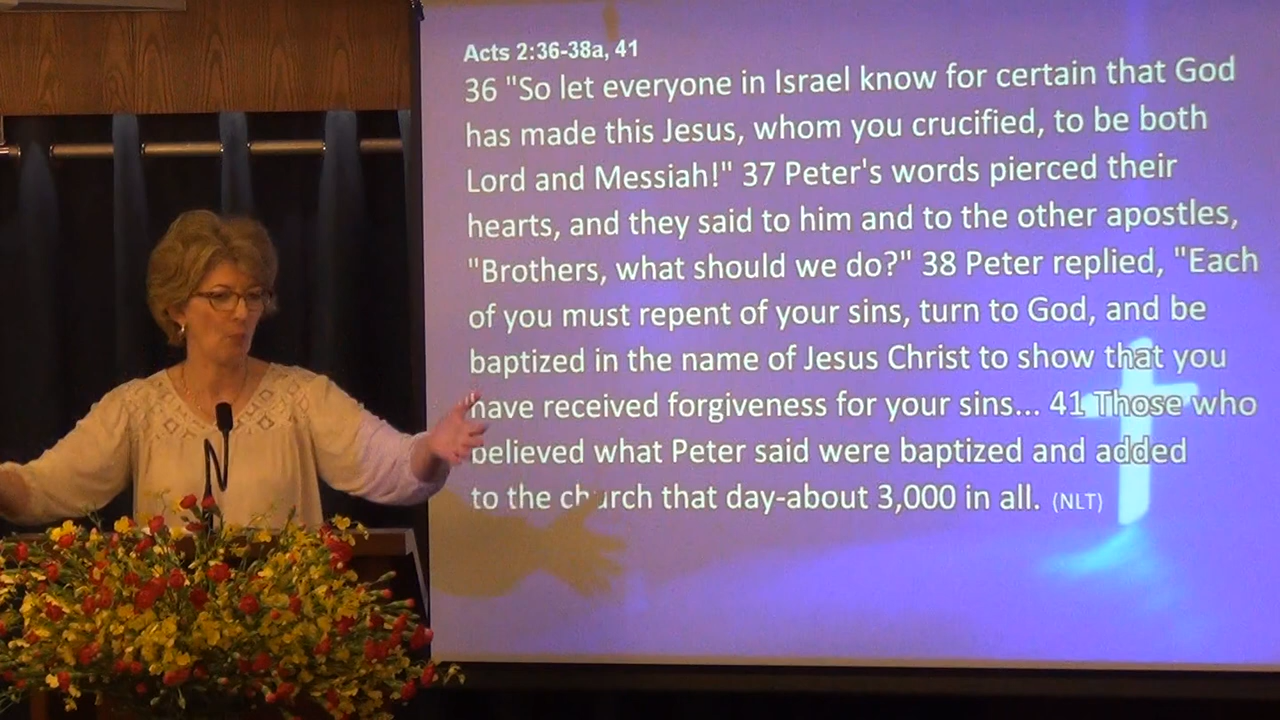 Acts 2:36-38a, 41
36 "So let everyone in Israel know for certain that God
has made this Jesus, whom you crucified, to be both
Lord and Messiah!" 37 Peter's words pierced their
hearts, and they said to him and to the other apostles,
"Brothers, what should we do?" 38 Peter replied, "Each
of you must repent of your sins, turn to God, and be
baptized in the name of Jesus Christ to show that you
have received forgiveness for your sins... 41 Those who
believed what Peter said were baptized and added
to the church that day-about 3,000 in all. (NLT)